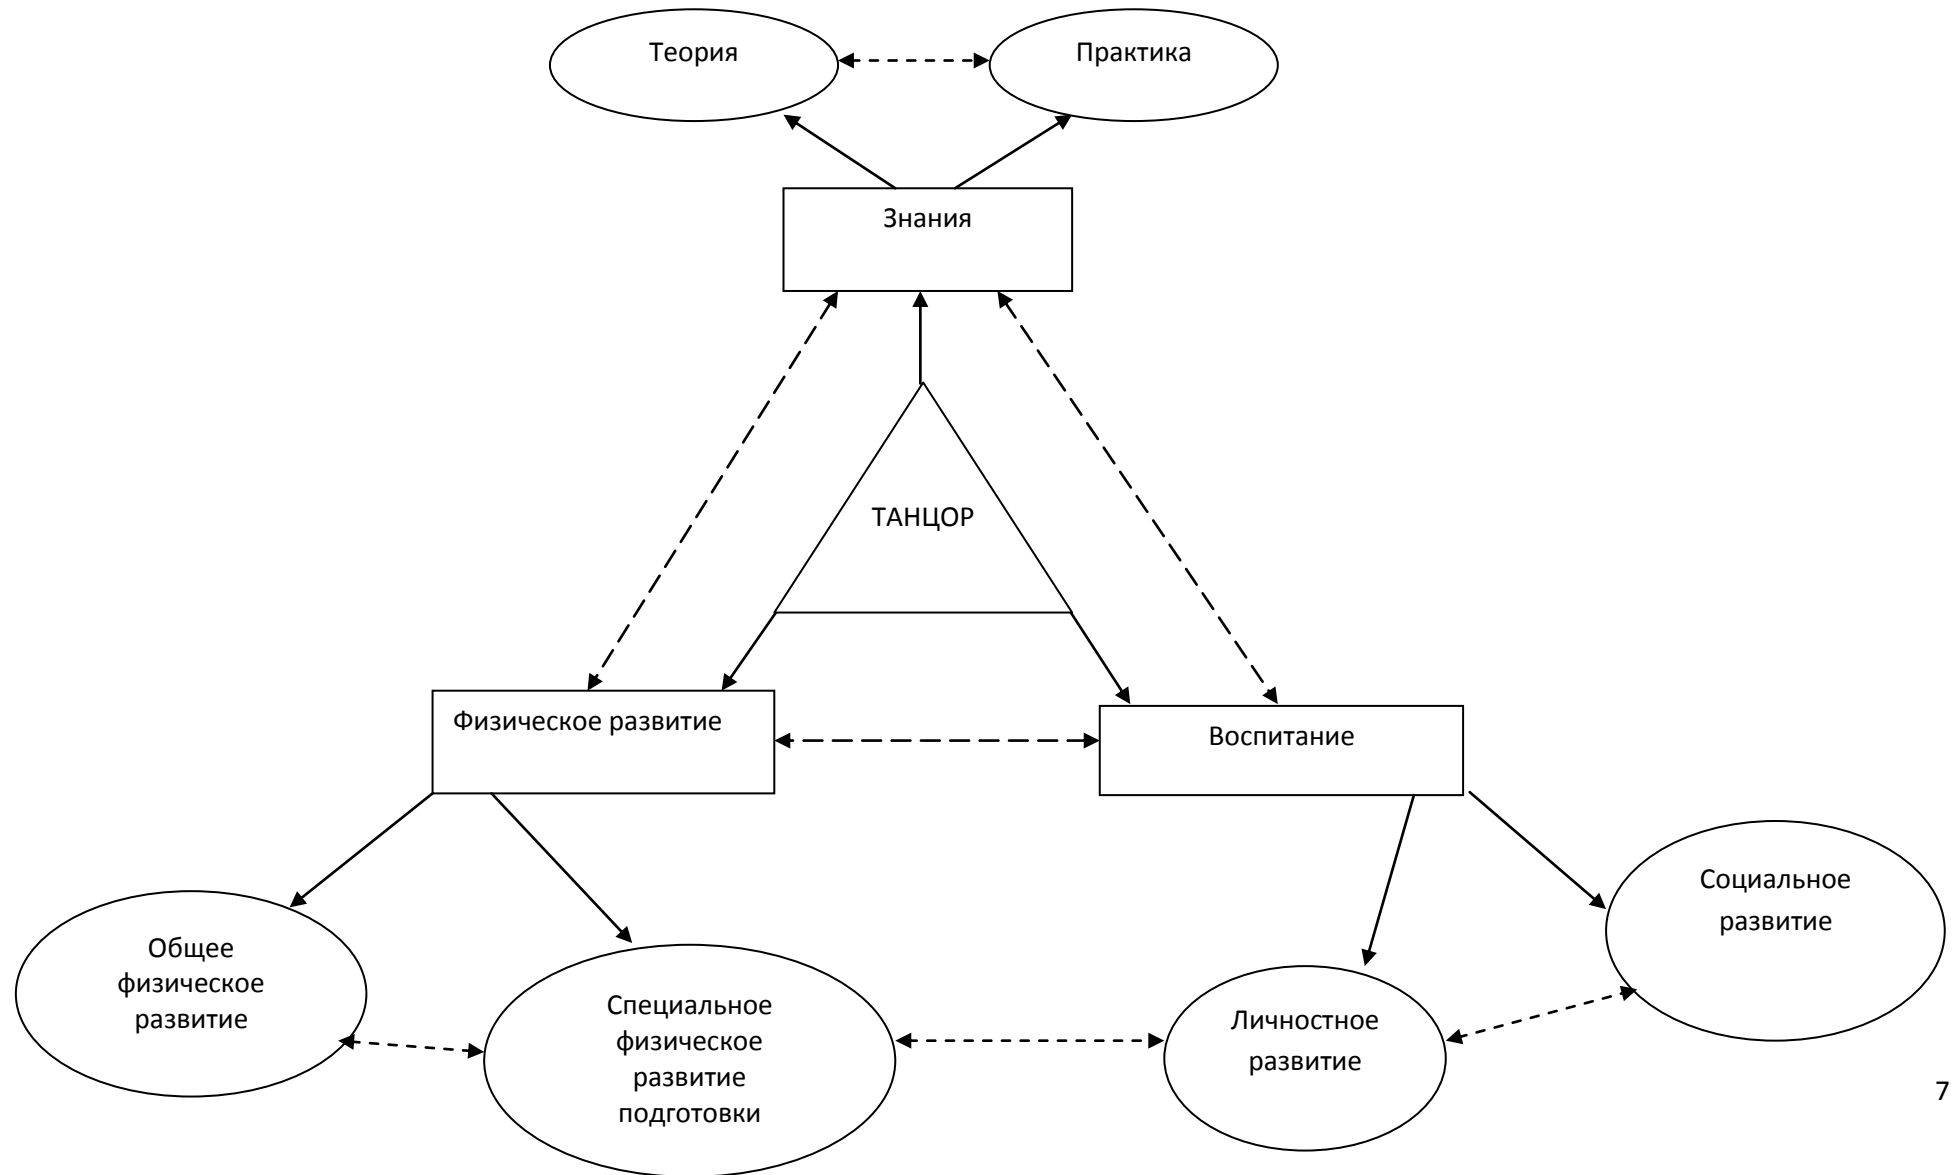 Теория
Практика
Знания
ТАНЦОР
Физическое развитие
Воспитание
Социальное
развитие
Общее
физическое
развитие
Специальное
физическое
развитие
подготовки
Личностное
развитие
7